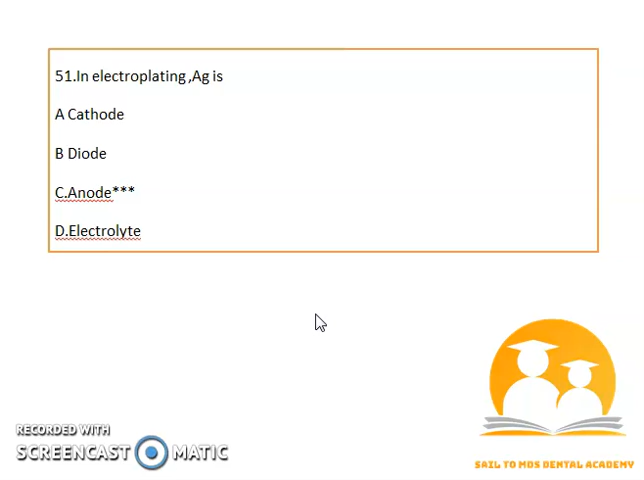 51.In electroplating ,Ag is
A Cathode
B Diode
C.Anode***
D.Electrolyte
RECORDED WITH
SCREENCAST MATIC
SAIL TO MDS DENTAL ACADEMY